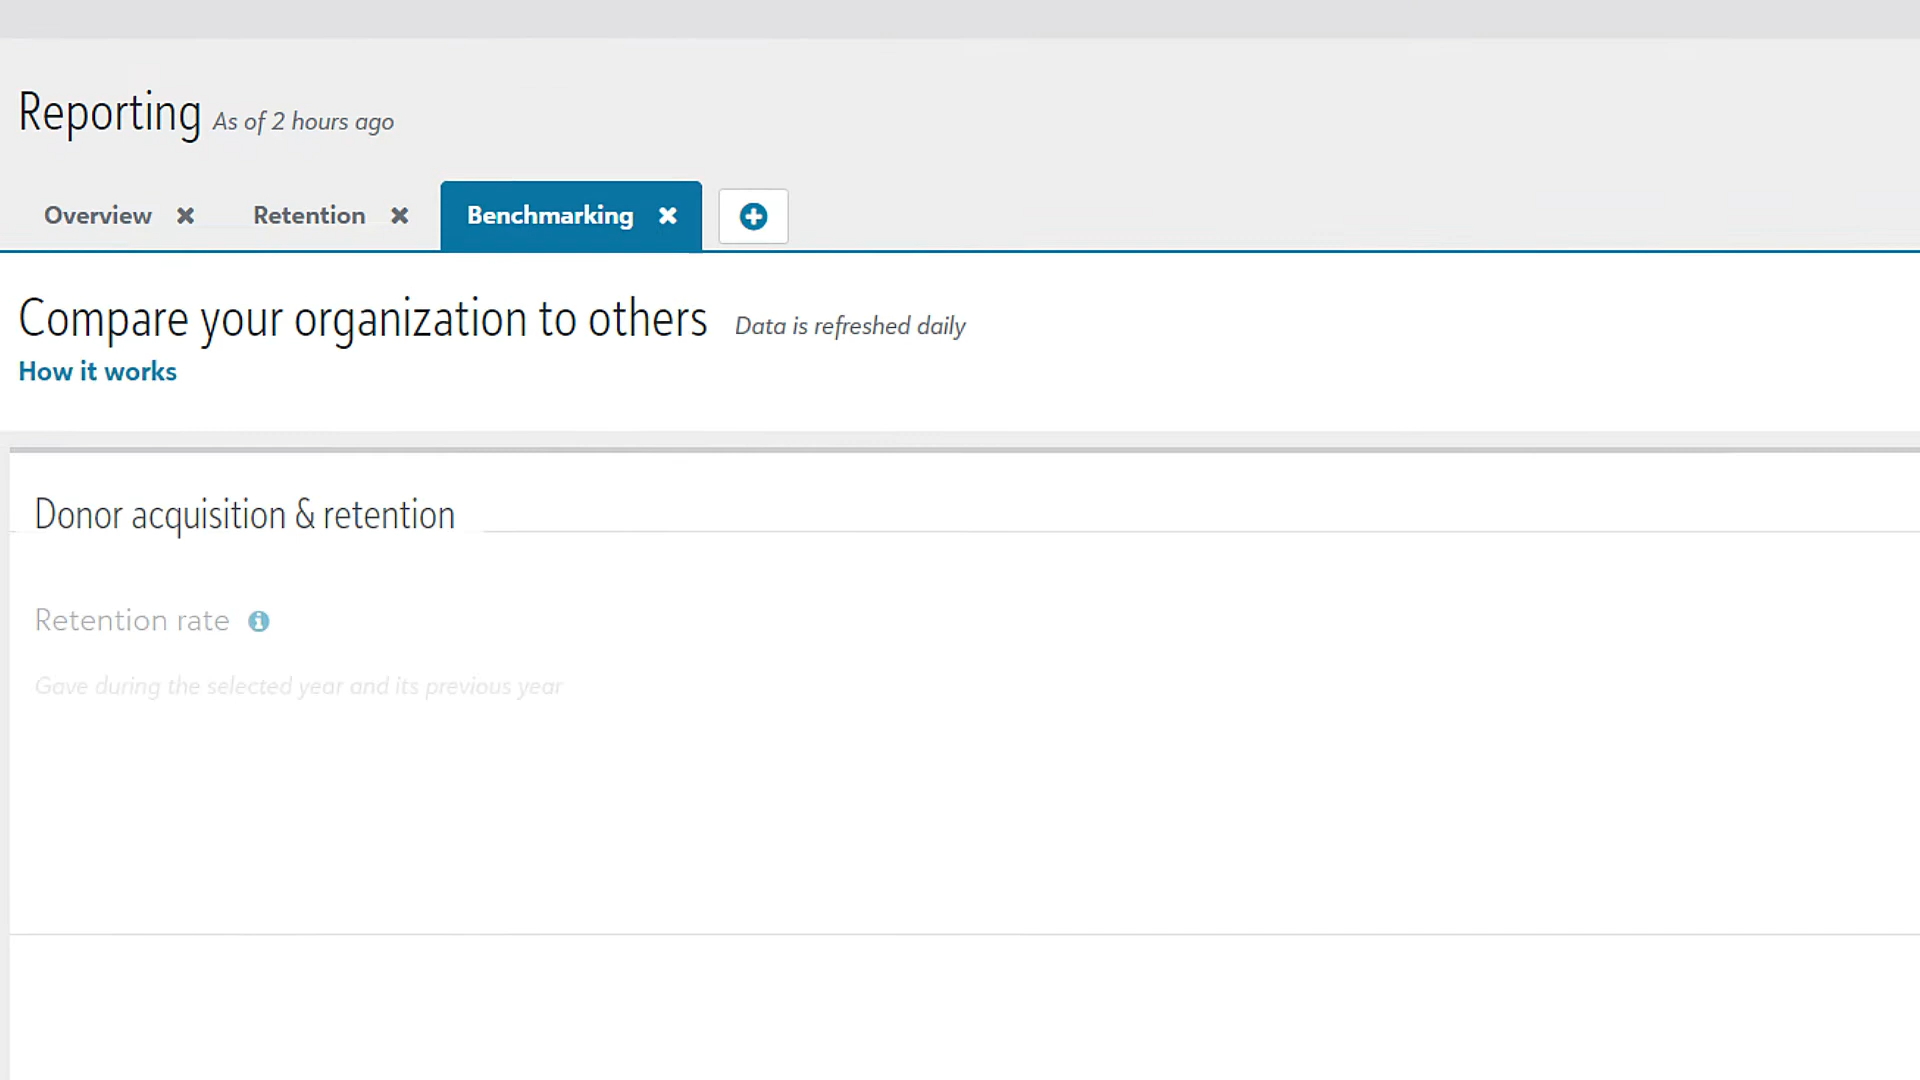 Reporting As of 2 hours ago
Overview Retention Benchmarking
Compare your organization to others Data is refreshed daily
How it works
Donor acquisition & retention
Retention rate
Gave during the selected year and its previous year